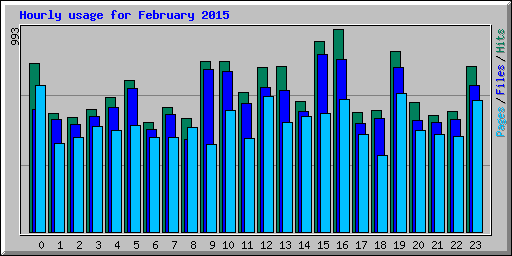 Hourly usage for February 2015
993
Pages / Files / Hits
0 1 2 3 4 5 6 7 8 9 10 11 12 13 14 15 16 17 18 19 20 21 22 23